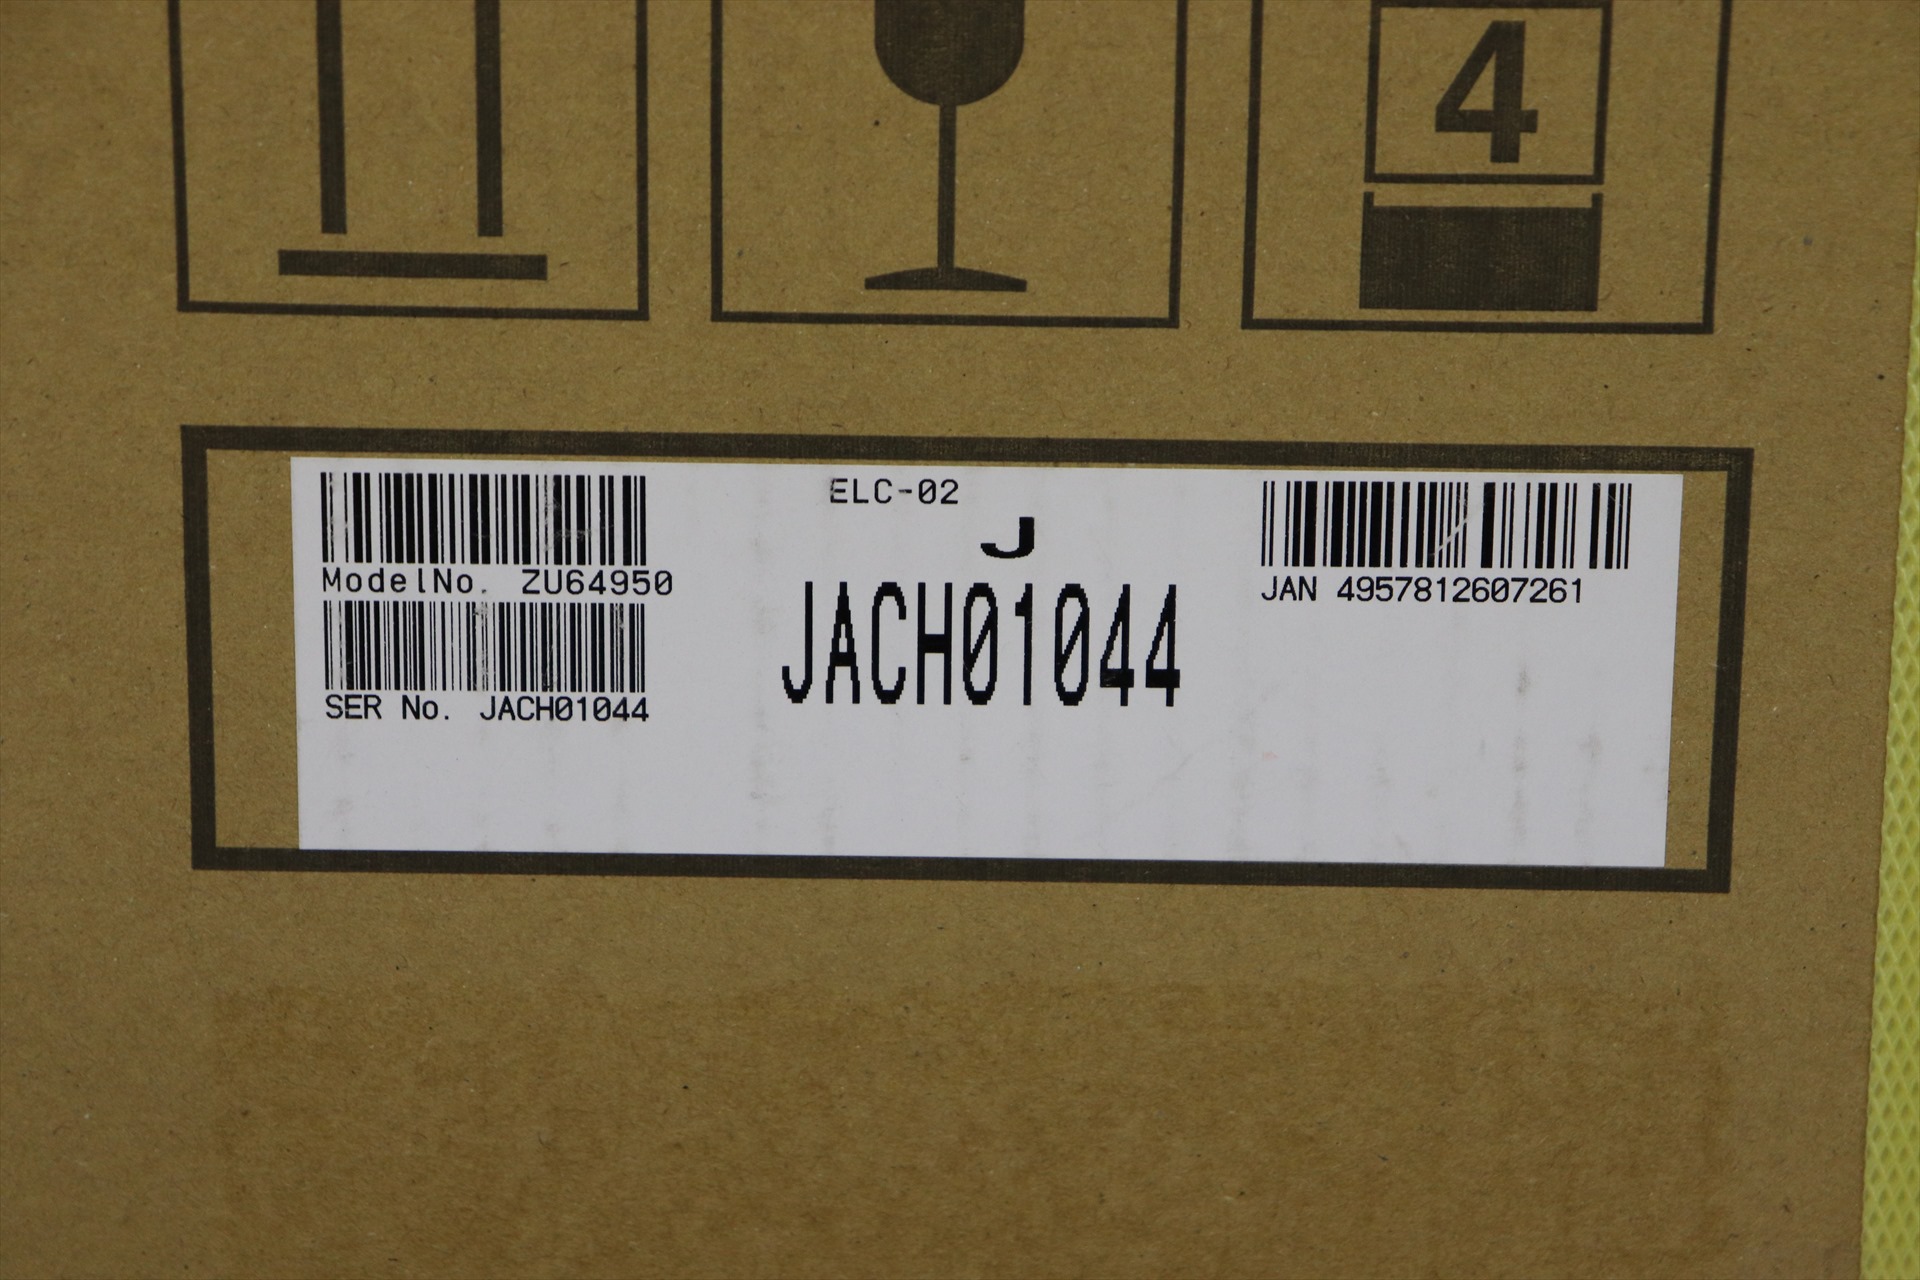 4
ELC-02
J
ModelNo. ZU64950
JACH01044
SER No. JACH01044
JAN 4957812607261